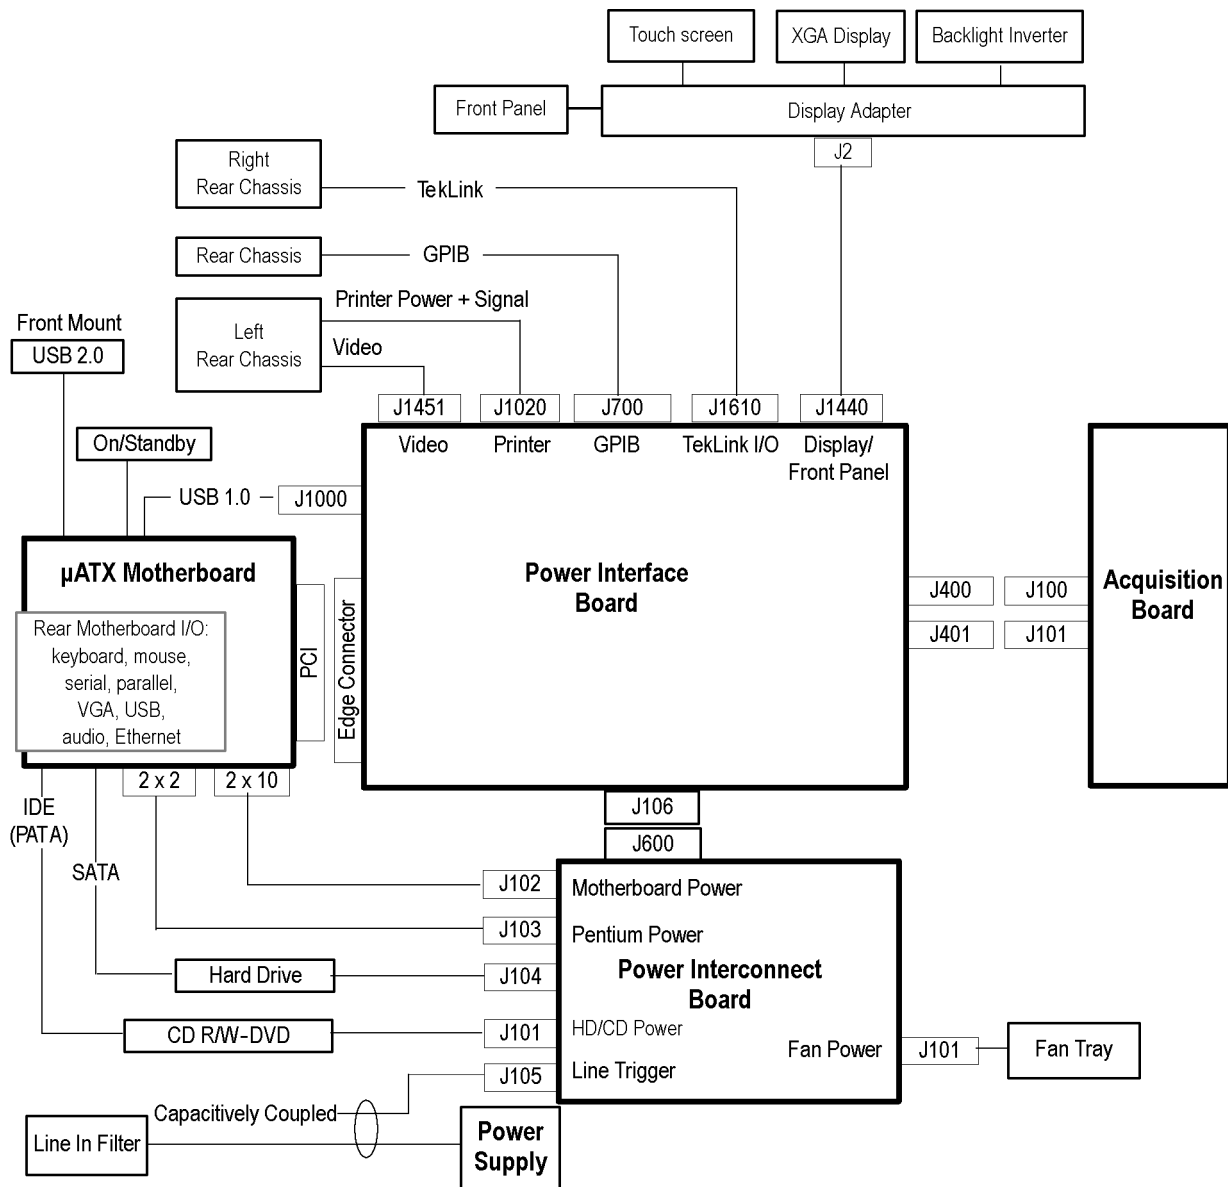 Touch screen
XGA Display
Backlight Inverter
Front Panel
Display Adapter
J2
Right
Rear Chassis
TekLink
Rear Chassis
GPIB
Printer Power + Signal
Left
Rear Chassis
Video
Front Mount
USB 2.0
J1451
J1020
J700
J1610
J1440
Video
Printer
GPIB
TekLink I/O
Display/
Front Panel
On/Standby
USB 1.0
J1000
µATX Motherboard
Rear Motherboard I/O:
keyboard, mouse,
serial, parallel,
VGA, USB,
audio, Ethernet
PCI
Edge Connector
Power Interface
Board
J400
J100
J401
J101
Acquisition
Board
2 x 2
2 x 10
IDE
(PATA)
SATA
J106
J600
J102
Motherboard Power
J103
Pentium Power
Hard Drive
J104
Power Interconnect
Board
CD R/W-DVD
J101
HD/CD Power
Fan Power
J101
Fan Tray
J105
Line Trigger
Capacitively Coupled
Line In Filter
Power
Supply